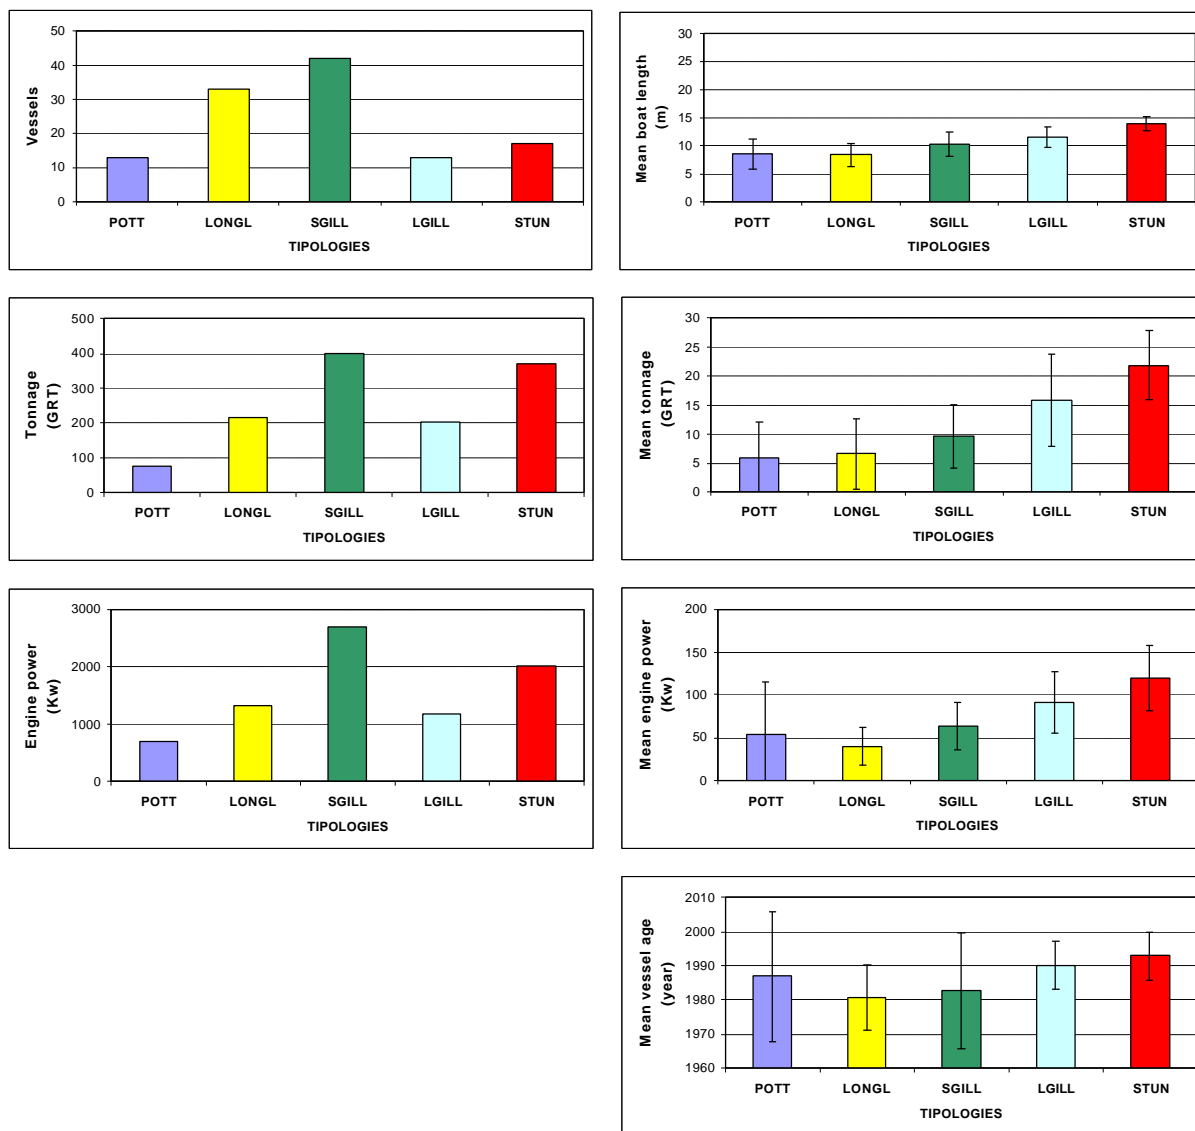 50
40
30
20
10
0
Vessels
POTT LONGL SGILL LGILL STUN
TIPOLOGIES
30
25
20
15
10
5
0
Mean boat length
(m)
POTT LONGL SGILL LGILL STUN
TIPOLOGIES
500
400
300
200
100
0
Tonnage
(GRT)
POTT LONGL SGILL LGILL STUN
TIPOLOGIES
30
25
20
15
10
5
0
Mean tonnage
(GRT)
POTT LONGL SGILL LGILL STUN
TIPOLOGIES
3000
2000
1000
0
Engine power
(Kw)
POTT LONGL SGILL LGILL STUN
TIPOLOGIES
200
150
100
50
0
Mean engine power
(Kw)
POTT LONGL SGILL LGILL STUN
TIPOLOGIES
2010
2000
1990
1980
1970
1960
Mean vessel age
(year)
POTT LONGL SGILL LGILL STUN
TIPOLOGIES